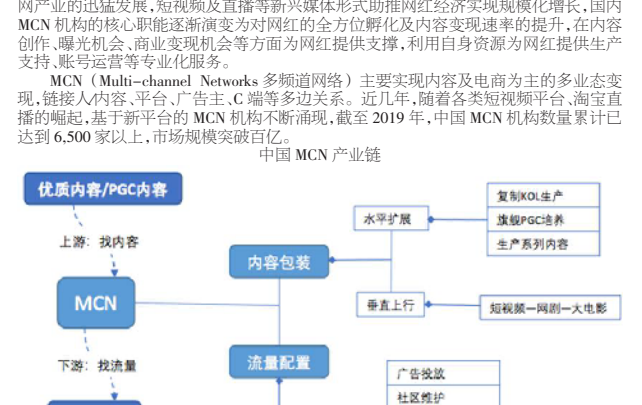 网产业的迅猛发展,短视频及直播等新兴媒体形式助推网红经济实现规模化增长,国内
MCN 机构的核心职能逐渐演变为对网红的全方位孵化及内容变现速率的提升,在内容
创作、曝光机会、商业变现机会等方面为网红提供支撑,利用自身资源为网红提供生产
支持、账号运营等专业化服务。
MCN（Multi-channel Networks 多频道网络）主要实现内容及电商为主的多业态变
现,链接人/内容、平台、广告主、C 端等多边关系。近几年,随着各类短视频平台、淘宝直
播的崛起,基于新平台的 MCN 机构不断涌现,截至 2019 年,中国 MCN 机构数量累计已
达到 6,500 家以上,市场规模突破百亿。
中国 MCN 产业链
优质内容/PGC内容
上游：找内容
MCN
下游：找流量
内容包装
流量配置
水平扩展
复制KOL生产
旗舰PGC培养
生产系列内容
垂直上行
短视频—网剧—大电影
广告投放
社区维护